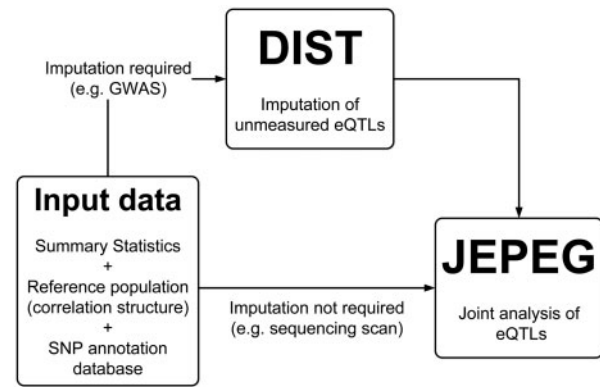 DIST
Imputation of
unmeasured eQTLs
Imputation required
(e.g. GWAS)
Input data
Summary Statistics
+
Reference population
(correlation structure)
+
SNP annotation
database
Imputation not required
(e.g. sequencing scan)
JEPEG
Joint analysis of
eQTLs